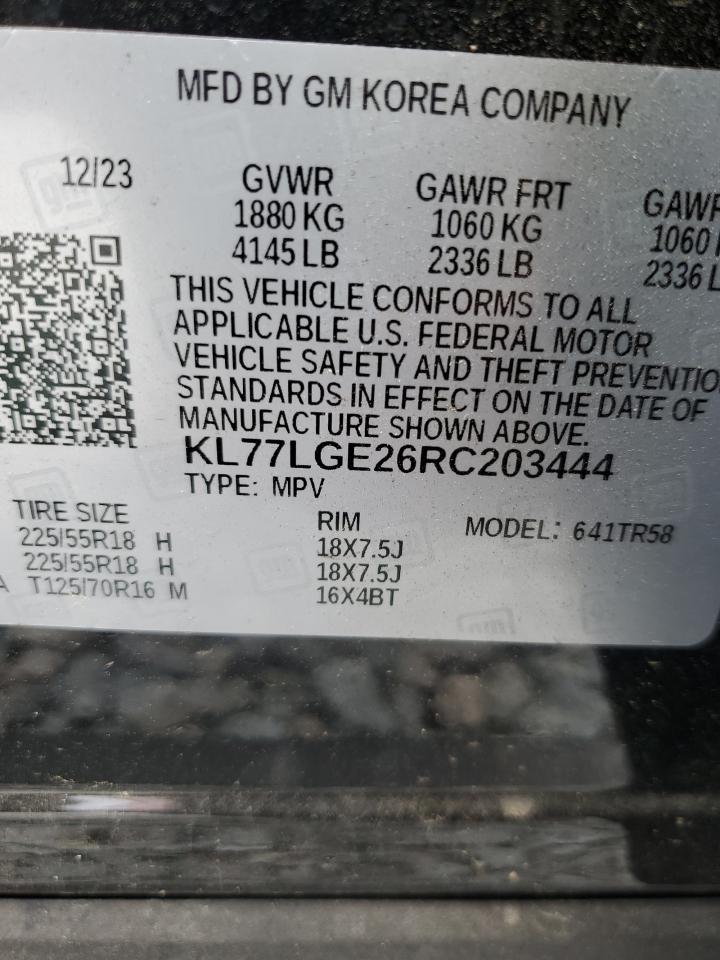 MFD BY GM KOREA COMPANY
12/23 GVWR GAWR FRT
1880 KG 1060 KG 1060
4145 LB 2336 LB 2336 L
THIS VEHICLE CONFORMS TO ALL
APPLICABLE U.S. FEDERAL MOTOR
VEHICLE SAFETY AND THEFT PREVENTIO
STANDARDS IN EFFECT ON THE DATE OF
MANUFACTURE SHOWN ABOVE.
KL77LGE26RC203444
TYPE: MPV
TIRE SIZE RIM MODEL: 641TR58
225/55R18 H 18X7.5J
225/55R18 H 18X7.5J
T125/70R16 M 16X4BT